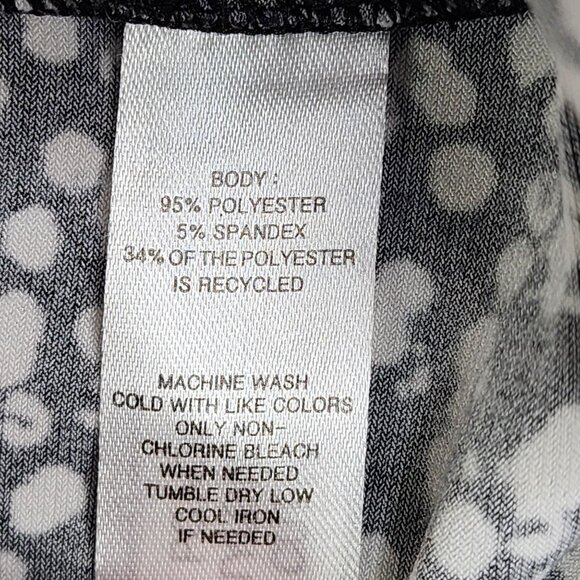 BODY :
95% POLYESTER
5% SPANDEX
34% OF THE POLYESTER
IS RECYCLED
MACHINE WASH
COLD WITH LIKE COLORS
ONLY NON-
CHLORINE BLEACH
WHEN NEEDED
TUMBLE DRY LOW
COOL IRON
IF NEEDED